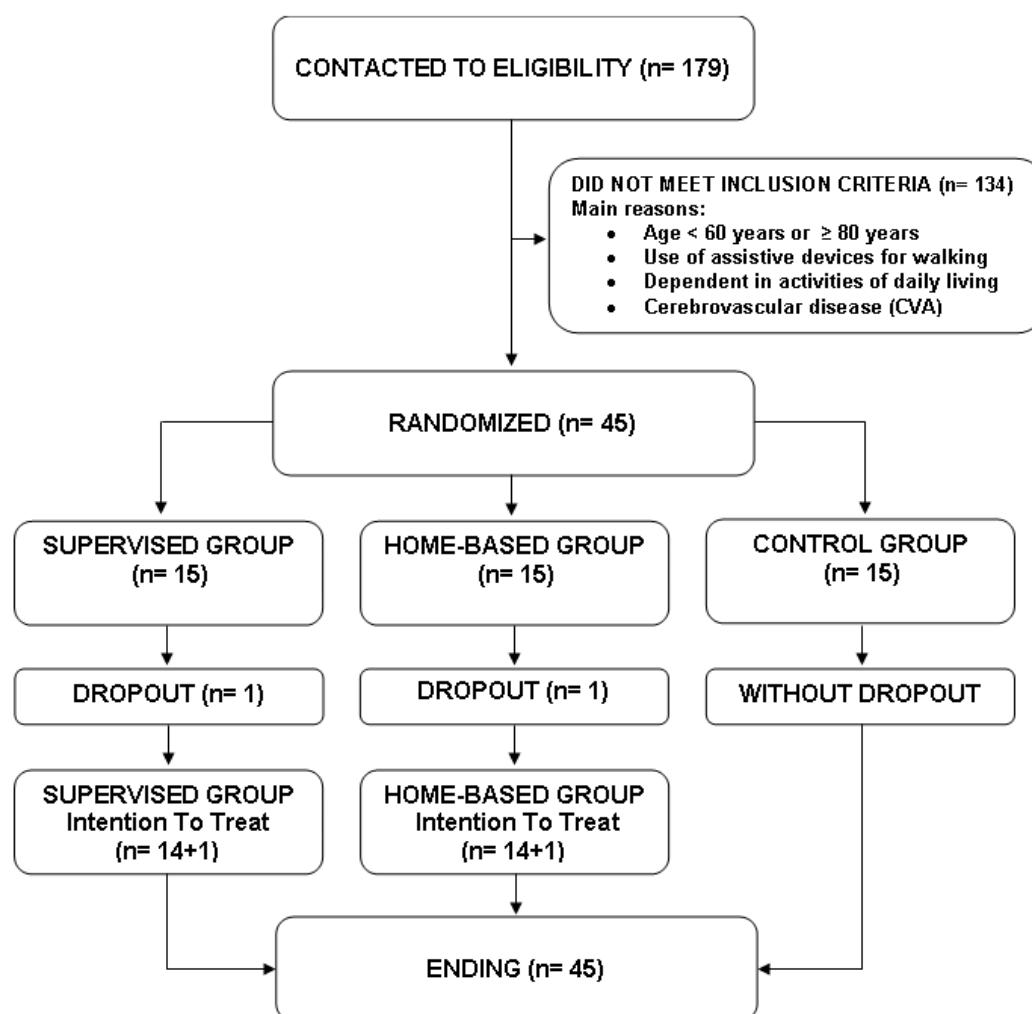 CONTACTED TO ELIGIBILITY (n= 179)
DID NOT MEET INCLUSION CRITERIA (n= 134)
Main reasons:
• Age < 60 years or ≥ 80 years
• Use of assistive devices for walking
• Dependent in activities of daily living
• Cerebrovascular disease (CVA)
RANDOMIZED (n= 45)
SUPERVISED GROUP
(n= 15)
HOME-BASED GROUP
(n= 15)
CONTROL GROUP
(n= 15)
DROPOUT (n= 1)
DROPOUT (n= 1)
WITHOUT DROPOUT
SUPERVISED GROUP
Intention To Treat
(n= 14+1)
HOME-BASED GROUP
Intention To Treat
(n= 14+1)
ENDING (n= 45)